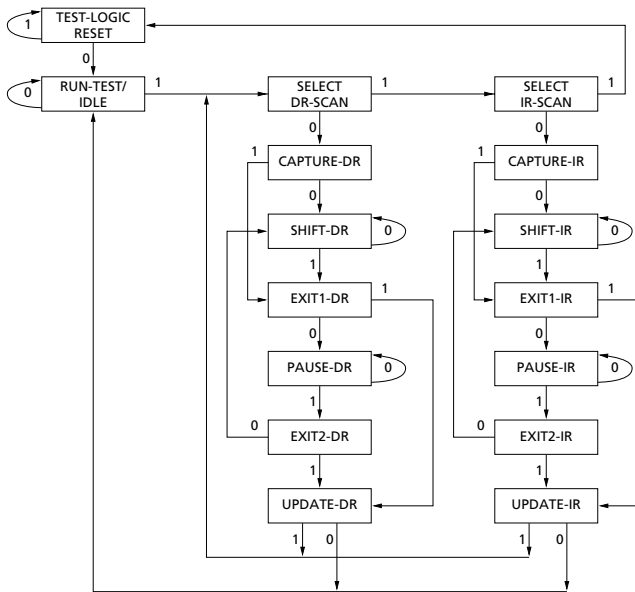 1
TEST-LOGIC
RESET
0
0
RUN-TEST/
IDLE
1
SELECT
DR-SCAN
1
SELECT
IR-SCAN
1
0
0
1
CAPTURE-DR
1
CAPTURE-IR
0
0
SHIFT-DR
0
SHIFT-IR
0
1
1
EXIT1-DR
1
EXIT1-IR
1
0
0
PAUSE-DR
0
PAUSE-IR
0
1
1
0
EXIT2-DR
0
EXIT2-IR
1
1
UPDATE-DR
UPDATE-IR
1
0
1
0